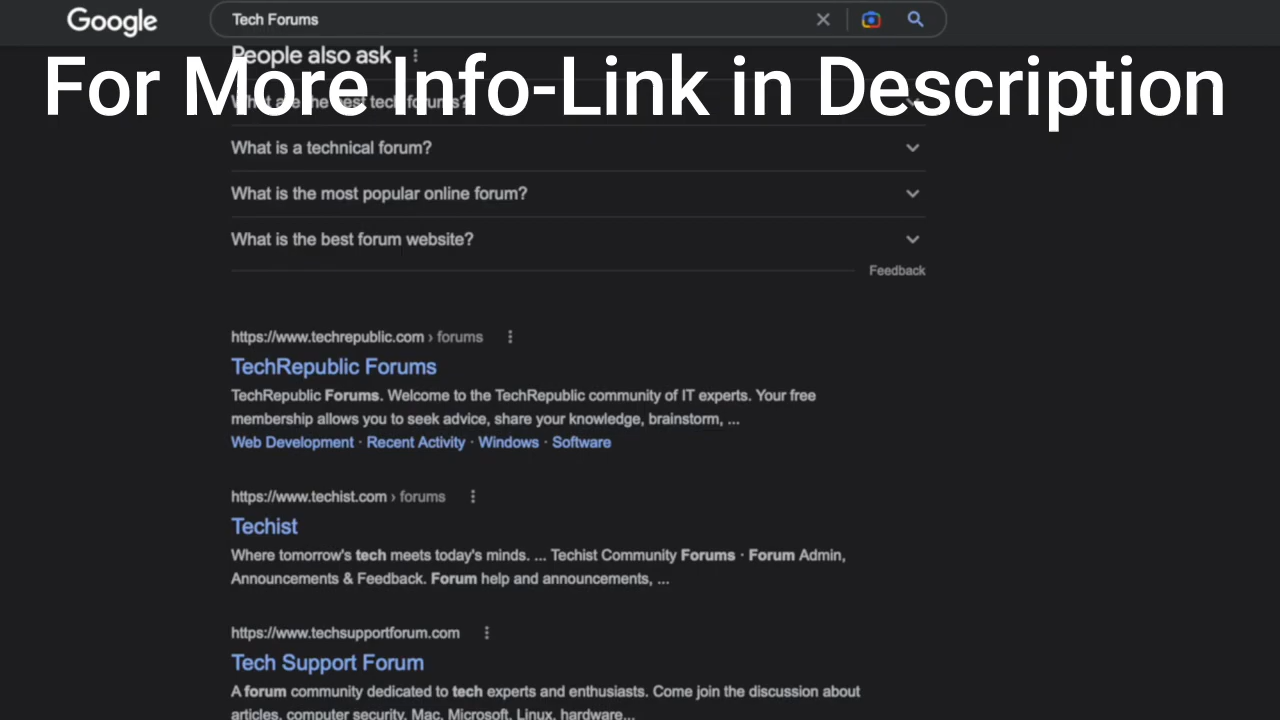 Google
Tech Forums
People also ask
For More Info-Link in Description
What are the best tech forums?
What is a technical forum?
What is the most popular online forum?
What is the best forum website?
Feedback
https://www.techrepublic.com › forums
TechRepublic Forums
TechRepublic Forums. Welcome to the TechRepublic community of IT experts. Your free
membership allows you to seek advice, share your knowledge, brainstorm, ...
Web Development · Recent Activity · Windows · Software
https://www.techist.com › forums
Techist
Where tomorrow's tech meets today's minds. ... Techist Community Forums · Forum Admin,
Announcements & Feedback. Forum help and announcements, ...
https://www.techsupportforum.com
Tech Support Forum
A forum community dedicated to tech experts and enthusiasts. Come join the discussion about
articles, computer security, Mac, Microsoft, Linux, hardware...